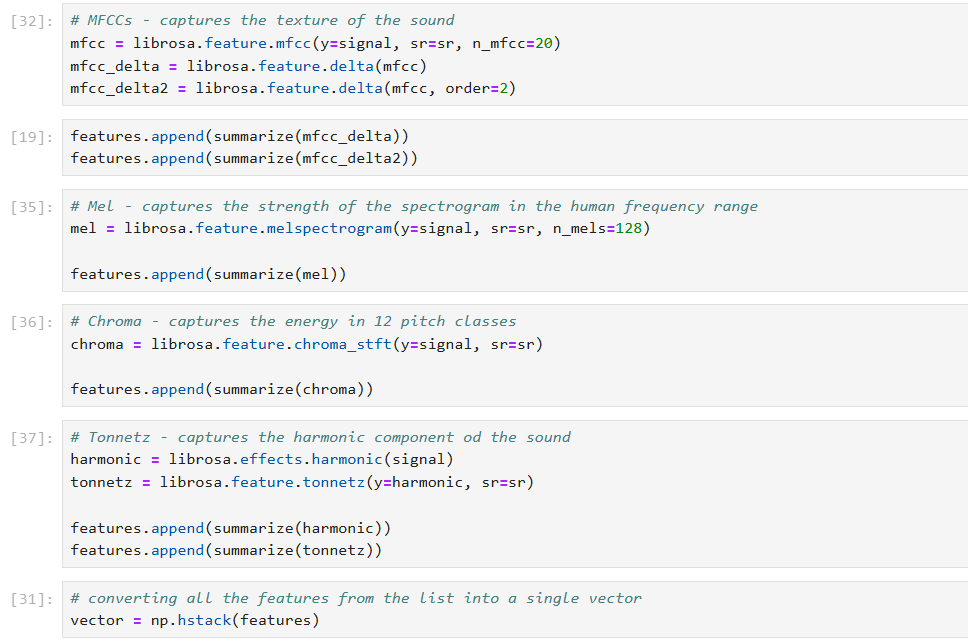 [32]: # MFCCs - captures the texture of the sound
mfcc = librosa.feature.mfcc(y=signal, sr=sr, n_mfcc=20)
mfcc_delta = librosa.feature.delta(mfcc)
mfcc_delta2 = librosa.feature.delta(mfcc, order=2)
[19]: features.append(summarize(mfcc_delta))
features.append(summarize(mfcc_delta2))
[35]: # Mel - captures the strength of the spectrogram in the human frequency range
mel = librosa.feature.melspectrogram(y=signal, sr=sr, n_mels=128)
features.append(summarize(mel))
[36]: # Chroma - captures the energy in 12 pitch classes
chroma = librosa.feature.chroma_stft(y=signal, sr=sr)
features.append(summarize(chroma))
[37]: # Tonnetz - captures the harmonic component od the sound
harmonic = librosa.effects.harmonic(signal)
tonnetz = librosa.feature.tonnetz(y=harmonic, sr=sr)
features.append(summarize(harmonic))
features.append(summarize(tonnetz))
[31]: # converting all the features from the list into a single vector
vector = np.hstack(features)